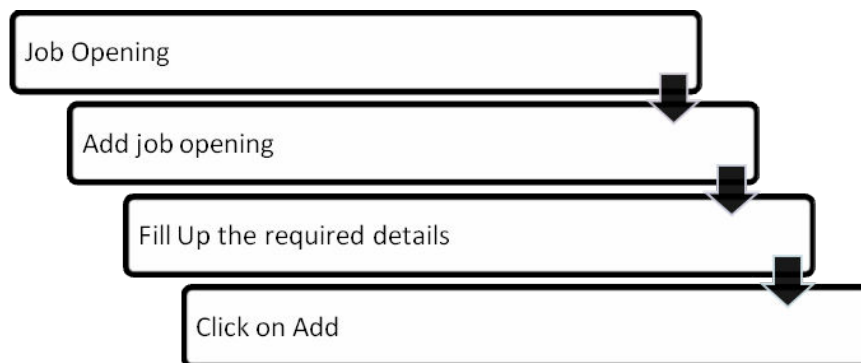 Job Opening
Add job opening
Fill Up the required details
Click on Add